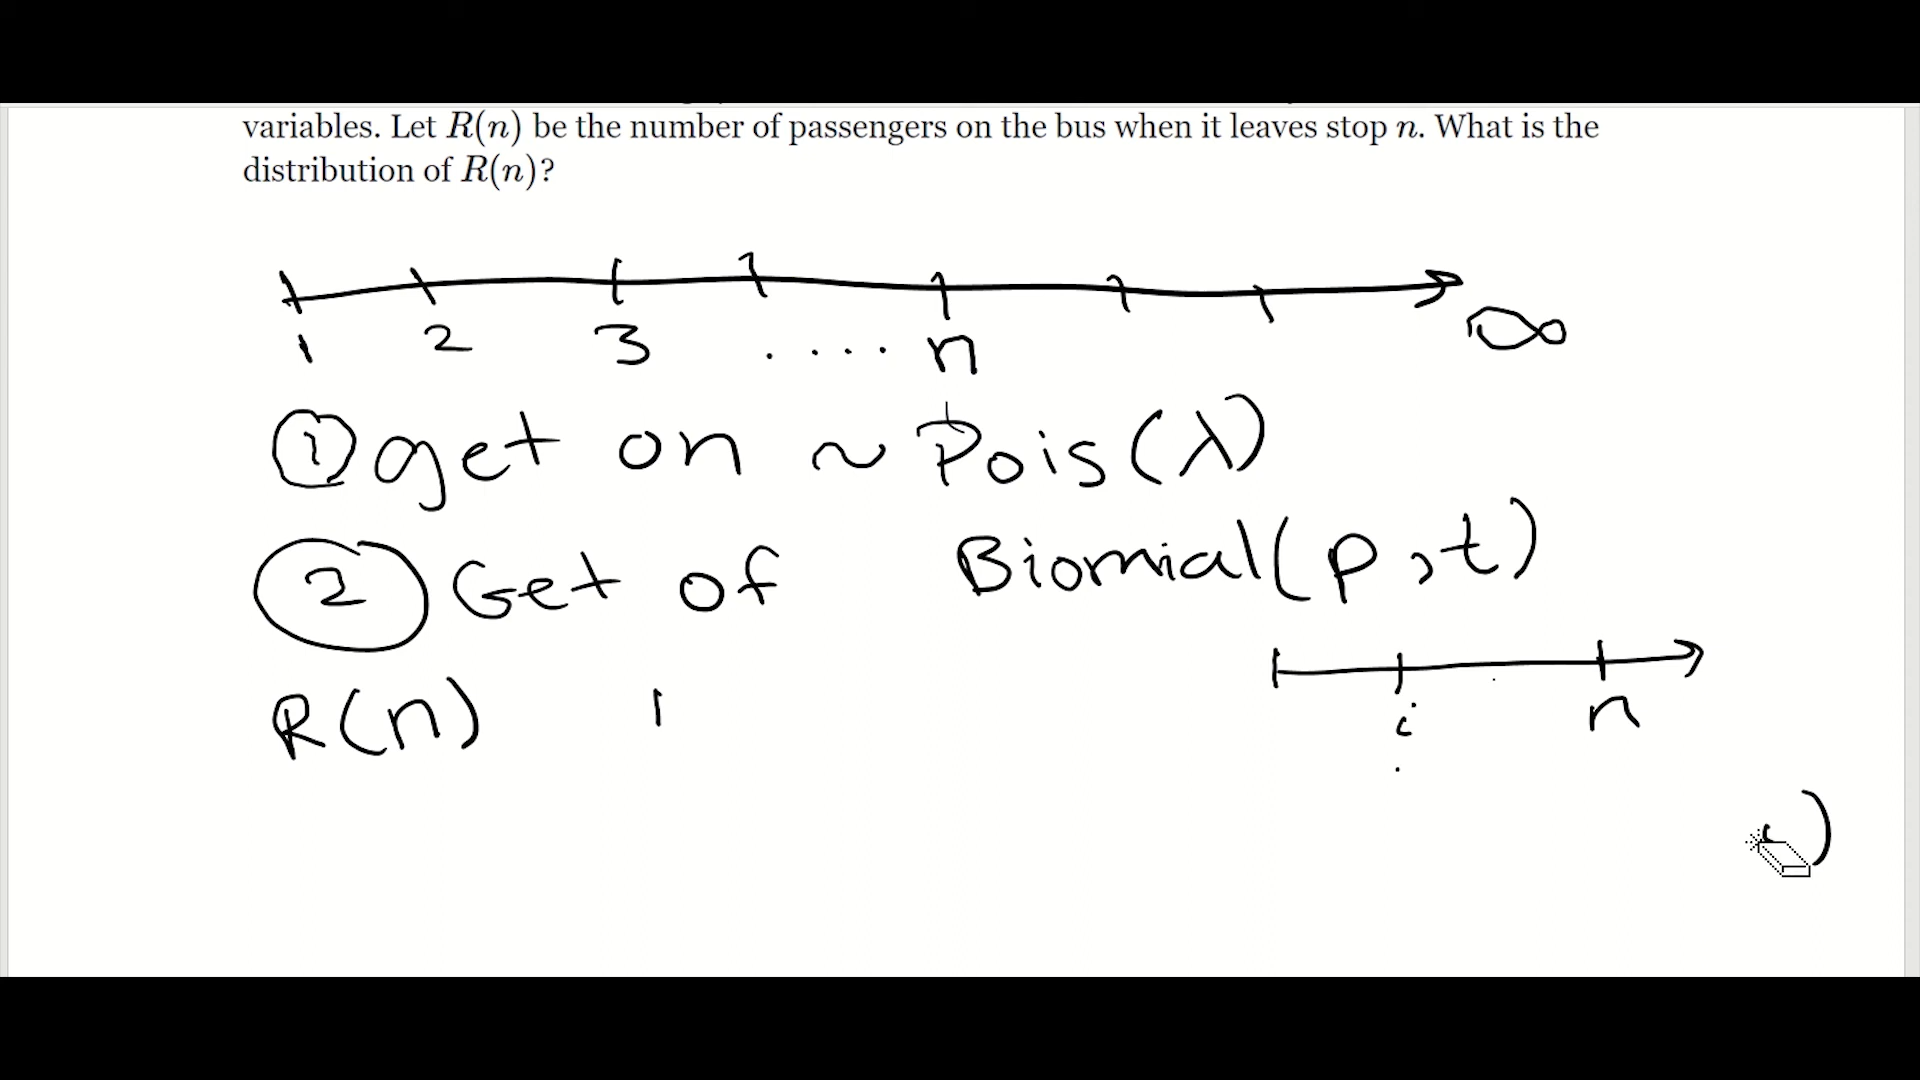 variables. Let R(n) be the number of passengers on the bus when it leaves stop n. What is the
distribution of R(n)?
1 2 3 .... n ∞
① get on ~ Pois(λ)
② Get of Biomial(p,t)
i n
R(n) 1
)